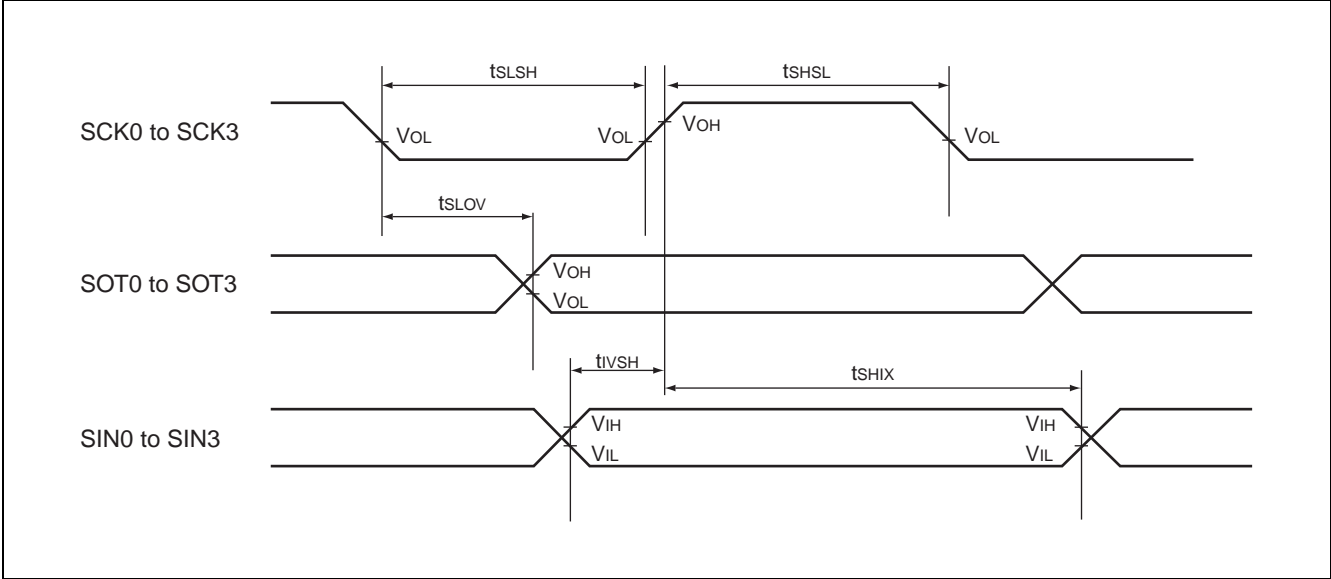 tSLSH
tSHSL
SCK0 to SCK3
VOL
VOL
VOH
VOL
tSLOV
SOT0 to SOT3
VOH
VOL
tIVSH
tSHIX
SIN0 to SIN3
VIH
VIH
VIL
VIL